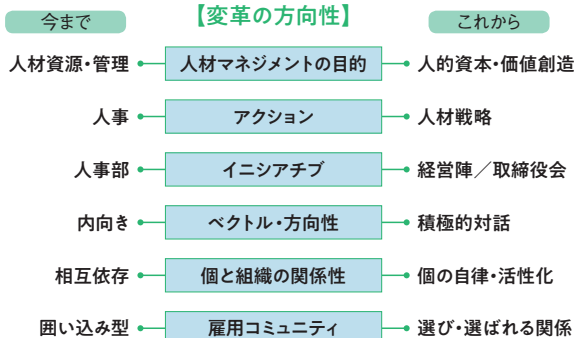 今まで
【変革の方向性】
これから
人材資源・管理
人材マネジメントの目的
人的資本・価値創造
人事
アクション
人材戦略
人事部
イニシアチブ
経営陣／取締役会
内向き
ベクトル・方向性
積極的対話
相互依存
個と組織の関係性
個の自律・活性化
囲い込み型
雇用コミュニティ
選び・選ばれる関係